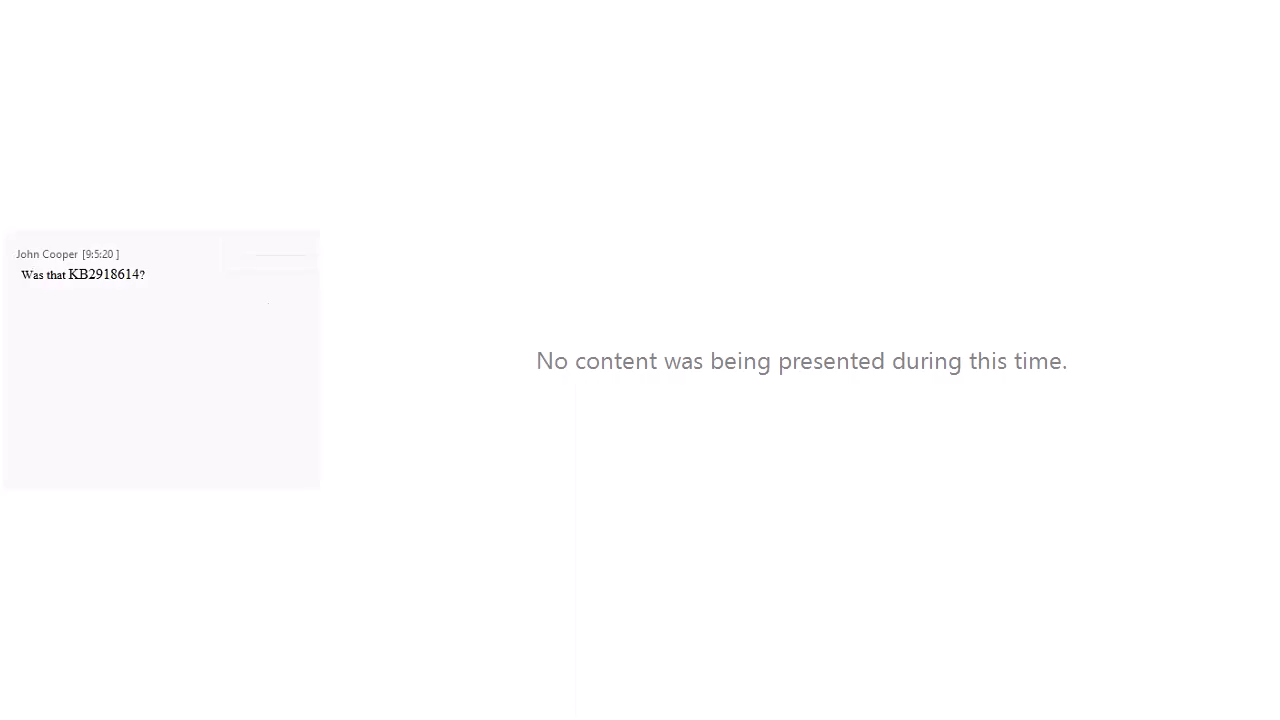 John Cooper [9:5:20 ]
Was that KB2918614?
No content was being presented during this time.